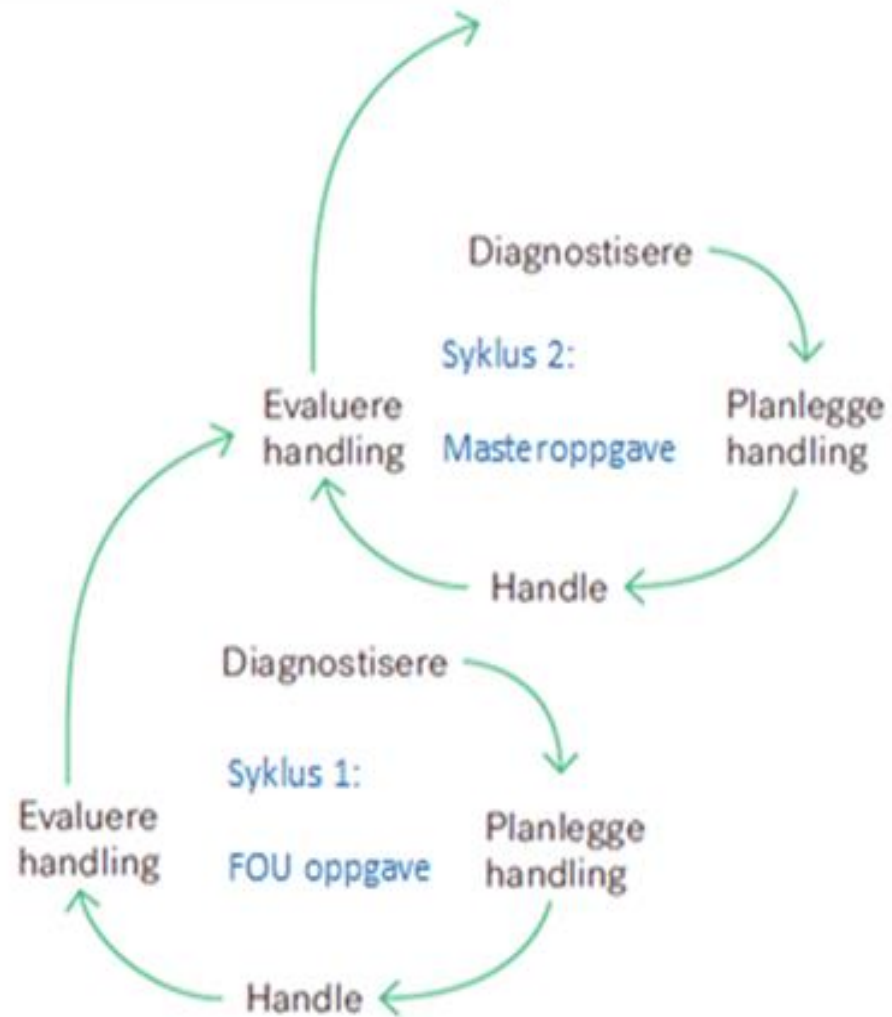 Diagnostisere
Syklus 2:
Evaluere
handling
Planlegge
handling
Masteroppgave
Handle
Diagnostisere
Syklus 1:
Evaluere
handling
Planlegge
handling
FOU oppgave
Handle